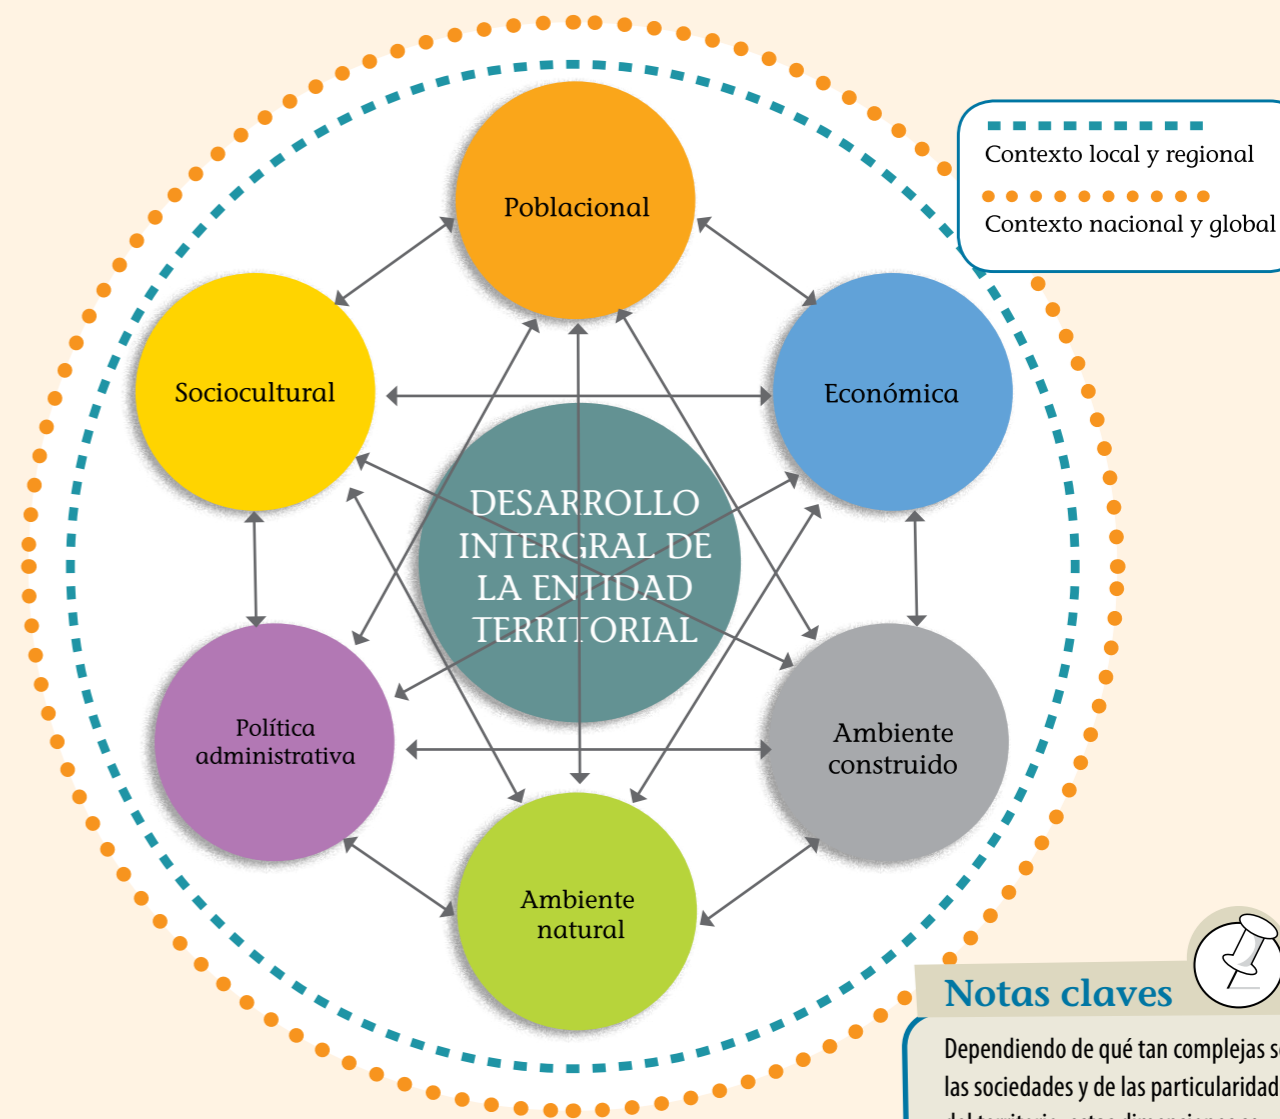 Poblacional
Contexto local y regional
Contexto nacional y global
Sociocultural
Económica
DESARROLLO
INTERGRAL DE
LA ENTIDAD
TERRITORIAL
Política
administrativa
Ambiente
construido
Ambiente
natural
Notas claves
Dependiendo de qué tan complejas
las sociedades y de las